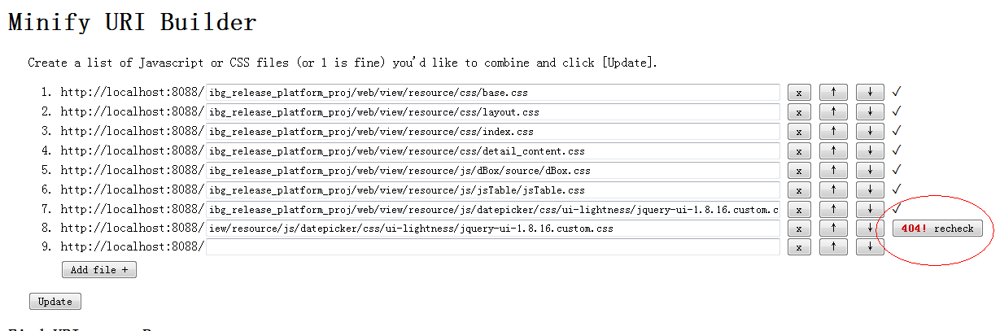 Minify URI Builder
Create a list of Javascript or CSS files (or 1 is fine) you'd like to combine and click [Update].
1. http://localhost:8088/ ibg_release_platform_proj/web/view/resource/css/base.css x ↑ ↓ ✓
2. http://localhost:8088/ ibg_release_platform_proj/web/view/resource/css/layout.css x ↑ ↓ ✓
3. http://localhost:8088/ ibg_release_platform_proj/web/view/resource/css/index.css x ↑ ↓ ✓
4. http://localhost:8088/ ibg_release_platform_proj/web/view/resource/css/detail_content.css x ↑ ↓ ✓
5. http://localhost:8088/ ibg_release_platform_proj/web/view/resource/js/dBox/source/dBox.css x ↑ ↓ ✓
6. http://localhost:8088/ ibg_release_platform_proj/web/view/resource/js/jsTable/jsTable.css x ↑ ↓ ✓
7. http://localhost:8088/ ibg_release_platform_proj/web/view/resource/js/datepicker/css/ui-lightness/jquery-ui-1.8.16.custom.c x ↑ ↓ ✓
8. http://localhost:8088/ iew/resource/js/datepicker/css/ui-lightness/jquery-ui-1.8.16.custom.css x ↑ ↓ 404! recheck
9. http://localhost:8088/ x ↑ ↓
Add file +
Update